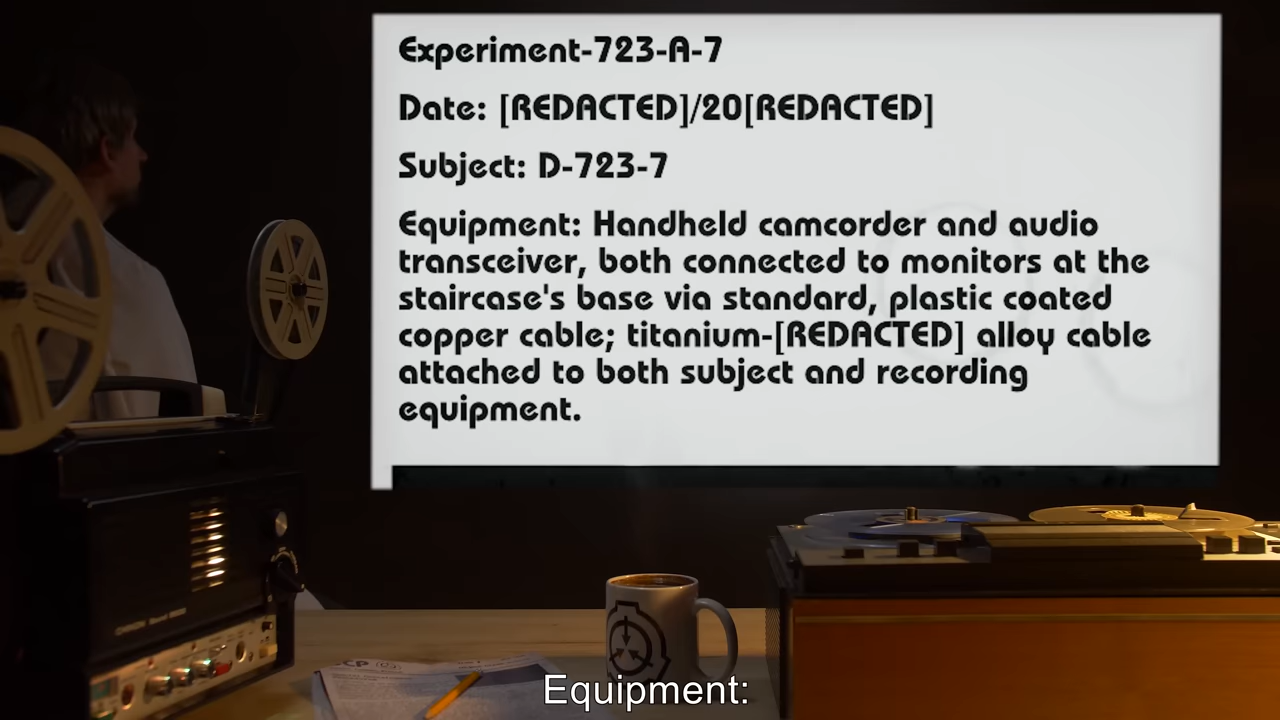 Experiment-723-A-7
Date: [REDACTED]/20[REDACTED]
Subject: D-723-7
Equipment: Handheld camcorder and audio
transceiver, both connected to monitors at the
staircase's base via standard, plastic coated
copper cable; titanium-[REDACTED] alloy cable
attached to both subject and recording
equipment.
Equipment: